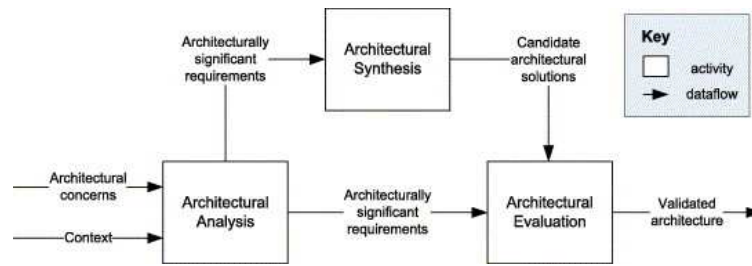 Architecturally
significant
requirements
Architectural
Synthesis
Candidate
architectural
solutions
Key
activity
dataflow
Architectural
concerns
Context
Architectural
Analysis
Architecturally
significant
requirements
Architectural
Evaluation
Validated
architecture